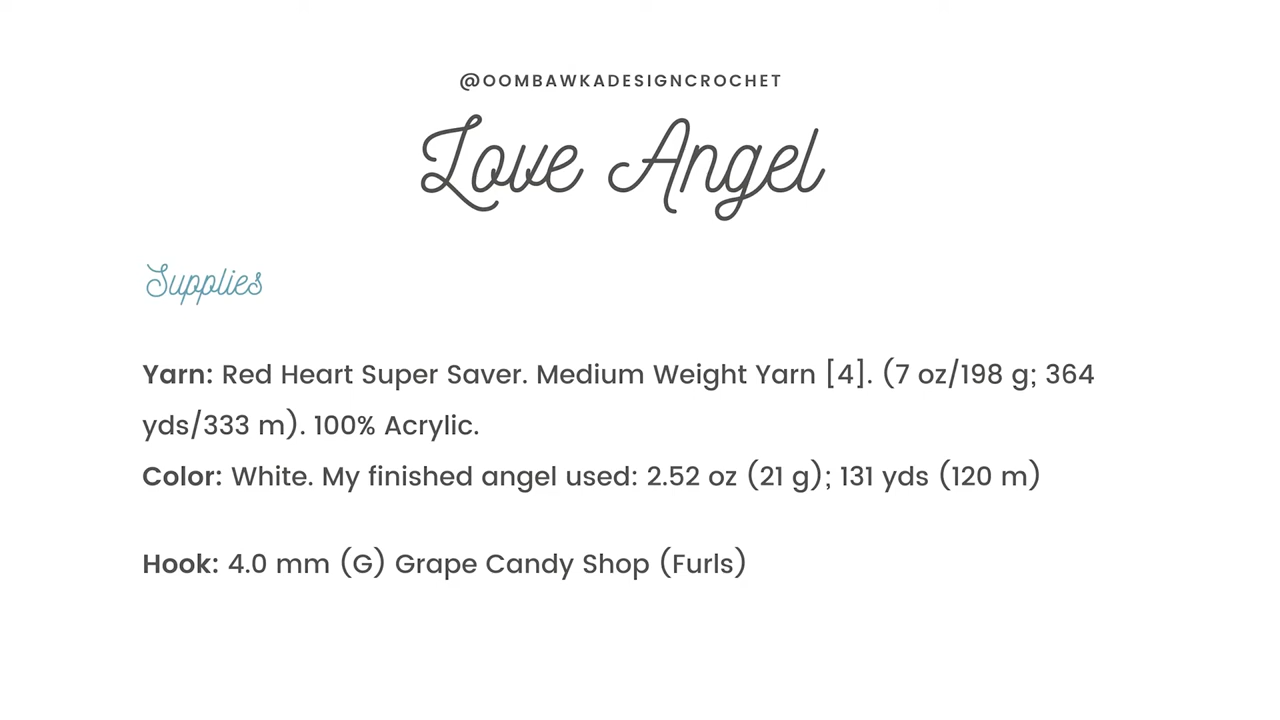 @OOMBAWKADESIGNCROCHET
Love Angel
Supplies
Yarn: Red Heart Super Saver. Medium Weight Yarn [4]. (7 oz/198 g; 364
yds/333 m). 100% Acrylic.
Color: White. My finished angel used: 2.52 oz (21 g); 131 yds (120 m)
Hook: 4.0 mm (G) Grape Candy Shop (Furls)